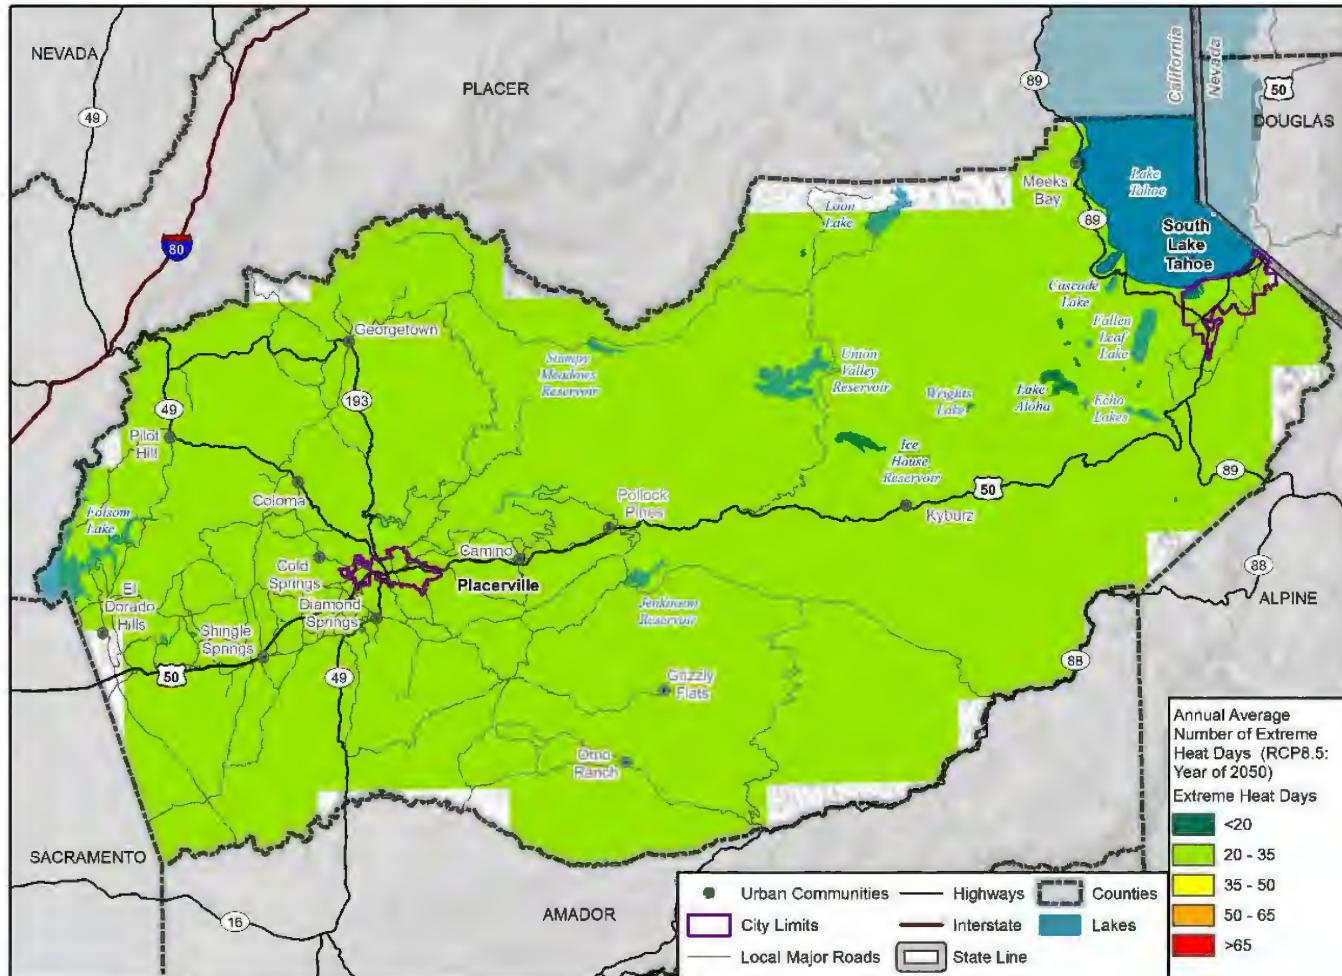 NEVADA
49
80
PLACER
89
California
Nevada
50
DOUGLAS
Meeks
Bay
Lake
Tahoe
89
South
Lake
Tahoe
Loon
Lake
Cascade
Lake
Fallen
Leaf
Lake
Georgetown
Stumpy
Meadows
Reservoir
Union
Valley
Reservoir
Wrights
Lake
Lake
Aloha
Echo
Lakes
49
193
Pilot
Hill
Ice
House
Reservoir
Coloma
50
89
Kyburz
Pollock
Pines
Folsom
Lake
Camino
Cold
Springs
Placerville
El
Dorado
Hills
Diamond
Springs
Jenkinson
Reservoir
88
ALPINE
Shingle
Springs
50
49
88
Grizzly
Flats
Omo
Ranch
SACRAMENTO
16
AMADOR
Annual Average
Number of Extreme
Heat Days (RCP8.5:
Year of 2050)
Extreme Heat Days
<20
20 - 35
35 - 50
50 - 65
>65
Urban Communities
Highways
Counties
City Limits
Interstate
Lakes
Local Major Roads
State Line